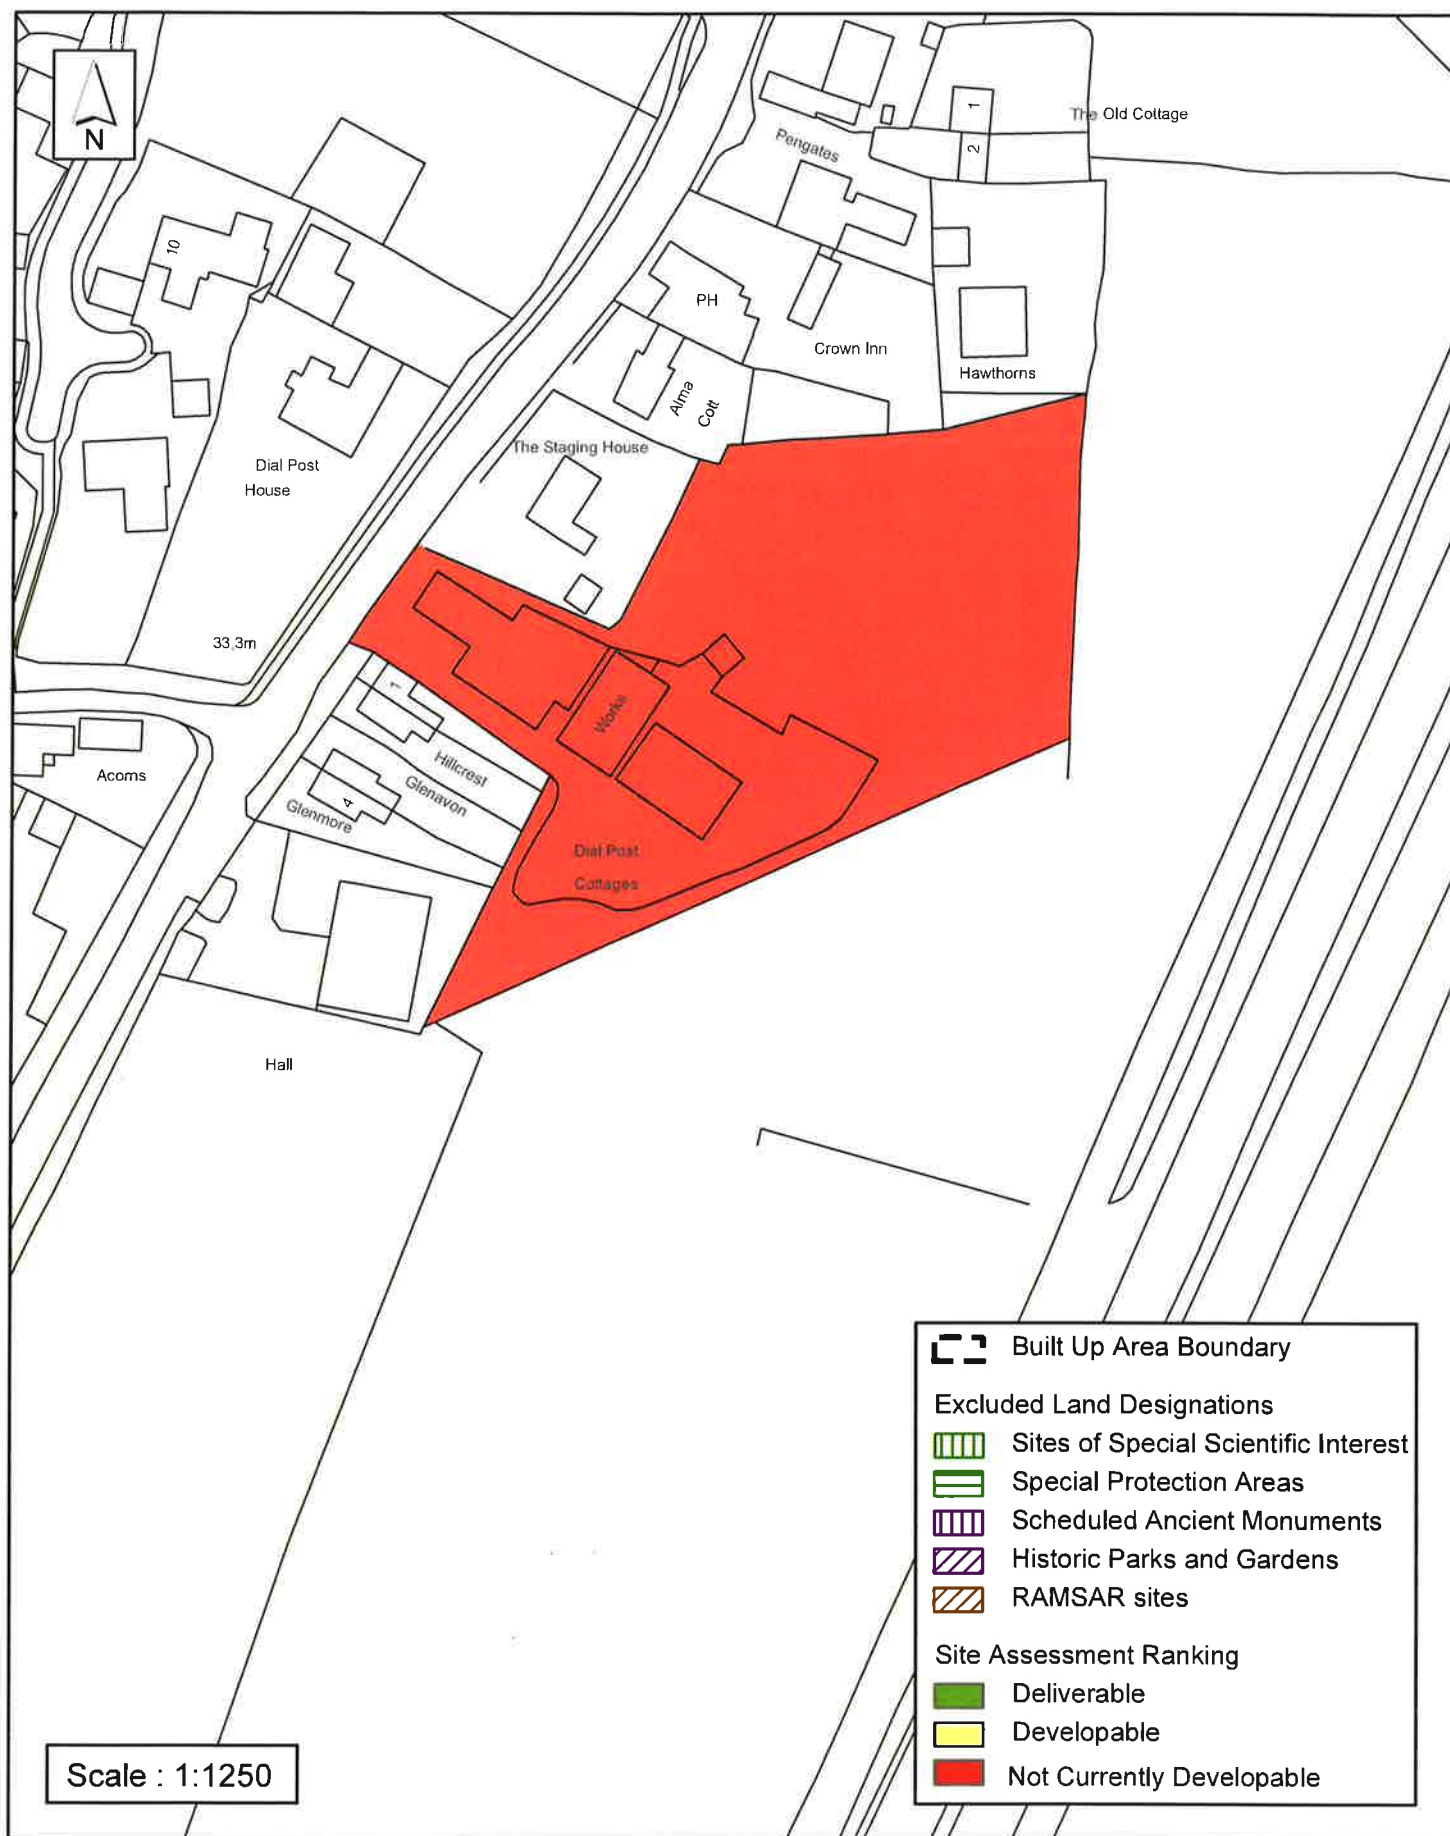 N
1
The Old Cottage
2
Pengates
10
PH
Crown Inn
Hawthorns
Alma
Cott
The Staging House
Dial Post
House
33.3m
Works
1
Hillcrest
Glenavon
4
Glenmore
Acorns
Dial Post
Cottages
Hall
Built Up Area Boundary
Excluded Land Designations
Sites of Special Scientific Interest
Special Protection Areas
Scheduled Ancient Monuments
Historic Parks and Gardens
RAMSAR sites
Site Assessment Ranking
Deliverable
Developable
Not Currently Developable
Scale : 1:1250